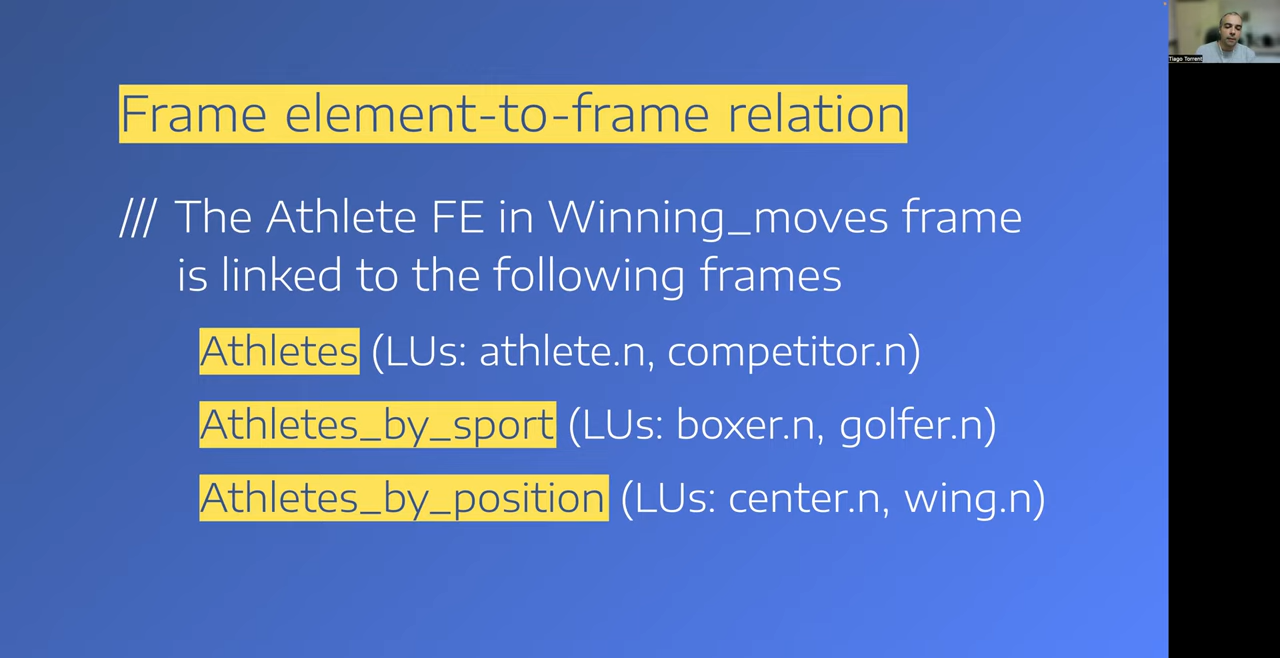 Frame element-to-frame relation
/// The Athlete FE in Winning_moves frame
is linked to the following frames
Athletes (LUs: athlete.n, competitor.n)
Athletes_by_sport (LUs: boxer.n, golfer.n)
Athletes_by_position (LUs: center.n, wing.n)
Tiago Torrent